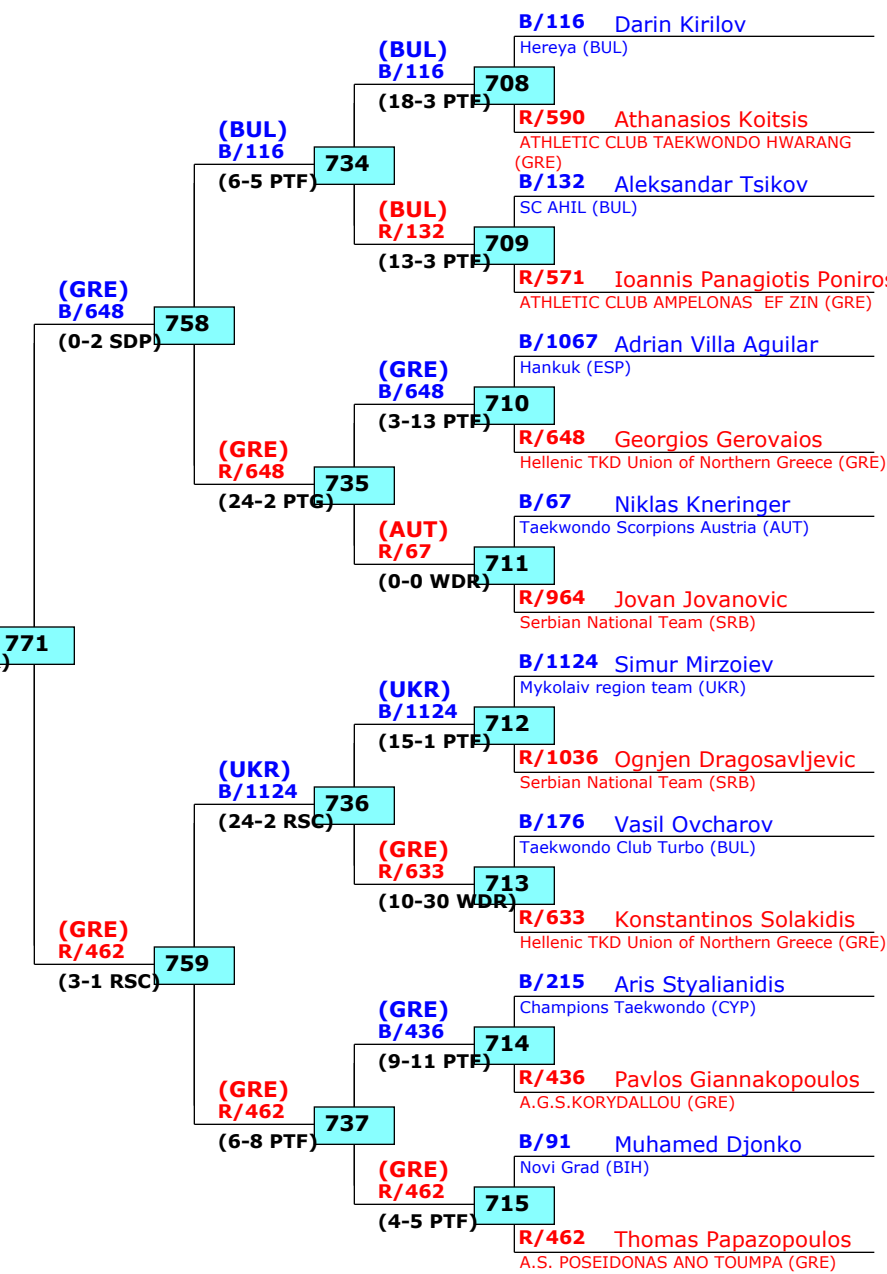 B/116 Darin Kirilov
Hereya (BUL)
(BUL)
B/116
708
(18-3 PTF)
R/590 Athanasios Koitsis
ATHLETIC CLUB TAEKWONDO HWARANG
(GRE)
(BUL)
B/116
734
(6-5 PTF)
B/132 Aleksandar Tsikov
SC AHIL (BUL)
(BUL)
R/132
709
(13-3 PTF)
R/571 Ioannis Panagiotis Poniros
ATHLETIC CLUB AMPELONAS EF ZIN (GRE)
(GRE)
B/648
758
(0-2 SDP)
B/1067 Adrian Villa Aguilar
Hankuk (ESP)
(GRE)
B/648
710
(3-13 PTF)
R/648 Georgios Gerovaios
Hellenic TKD Union of Northern Greece (GRE)
(GRE)
R/648
735
(24-2 PTG)
B/67 Niklas Kneringer
Taekwondo Scorpions Austria (AUT)
(AUT)
R/67
711
(0-0 WDR)
R/964 Jovan Jovanovic
Serbian National Team (SRB)
771
)
B/1124 Simur Mirzoiev
Mykolaiv region team (UKR)
(UKR)
B/1124
712
(15-1 PTF)
R/1036 Ognjen Dragosavljevic
Serbian National Team (SRB)
(UKR)
B/1124
736
(24-2 RSC)
B/176 Vasil Ovcharov
Taekwondo Club Turbo (BUL)
(GRE)
R/633
713
(10-30 WDR)
R/633 Konstantinos Solakidis
Hellenic TKD Union of Northern Greece (GRE)
(GRE)
R/462
759
(3-1 RSC)
B/215 Aris Styalianidis
Champions Taekwondo (CYP)
(GRE)
B/436
714
(9-11 PTF)
R/436 Pavlos Giannakopoulos
A.G.S.KORYDALLOU (GRE)
(GRE)
R/462
737
(6-8 PTF)
B/91 Muhamed Djonko
Novi Grad (BIH)
(GRE)
R/462
715
(4-5 PTF)
R/462 Thomas Papazopoulos
A.S. POSEIDONAS ANO TOUMPA (GRE)